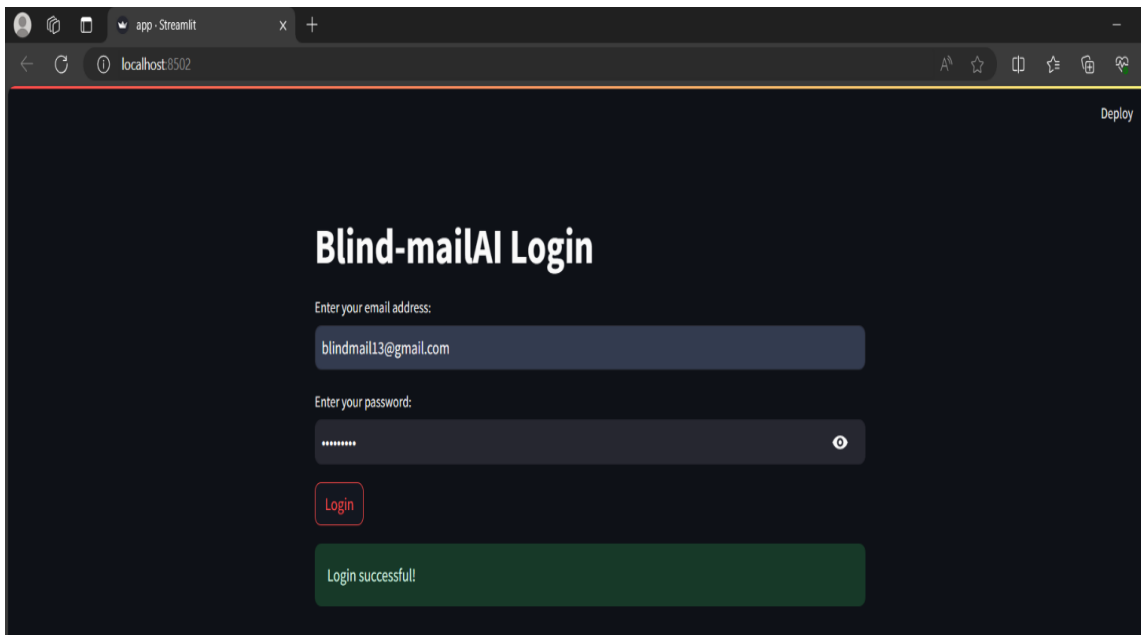 app · Streamlit
localhost:8502
Deploy
Blind-mailAI Login
Enter your email address:
blindmail13@gmail.com
Enter your password:
•••••••••
Login
Login successful!